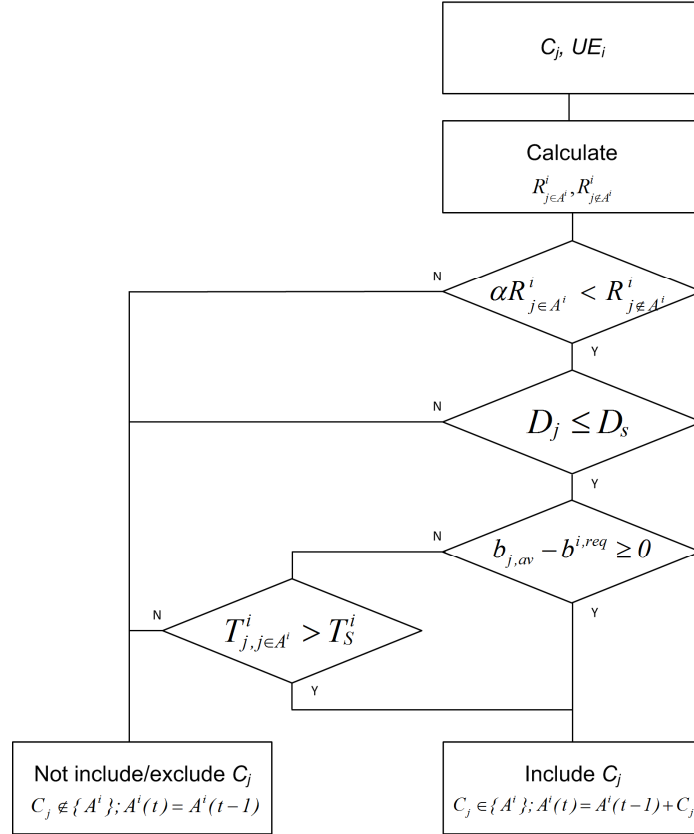 C_j, UE_i
Calculate
R^i_{j∈A^i}, R^i_{j∉A^i}
N
αR^i_{j∈A^i} < R^i_{j∉A^i}
Y
N
D_j ≤ D_s
Y
N
b_{j,av} − b^{i,req} ≥ 0
Y
N
T^i_{j,j∈A^i} > T^i_S
Y
Not include/exclude C_j
C_j ∉ {A^i}; A^i(t) = A^i(t−1)
Include C_j
C_j ∈ {A^i}; A^i(t) = A^i(t−1) + C_j